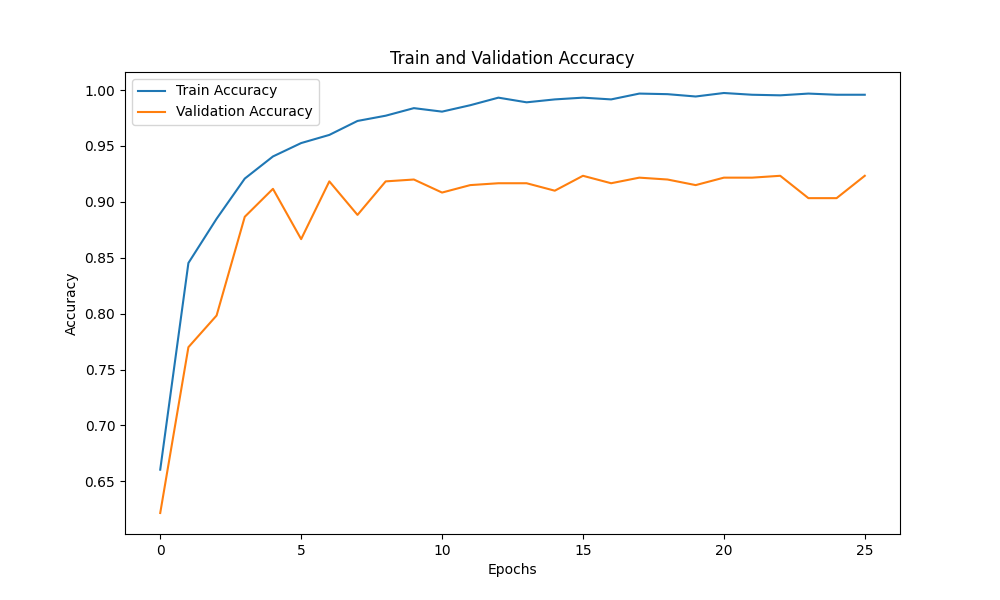 Train and Validation Accuracy
Train Accuracy
Validation Accuracy
1.00
0.95
0.90
0.85
0.80
0.75
0.70
0.65
Accuracy
0 5 10 15 20 25
Epochs